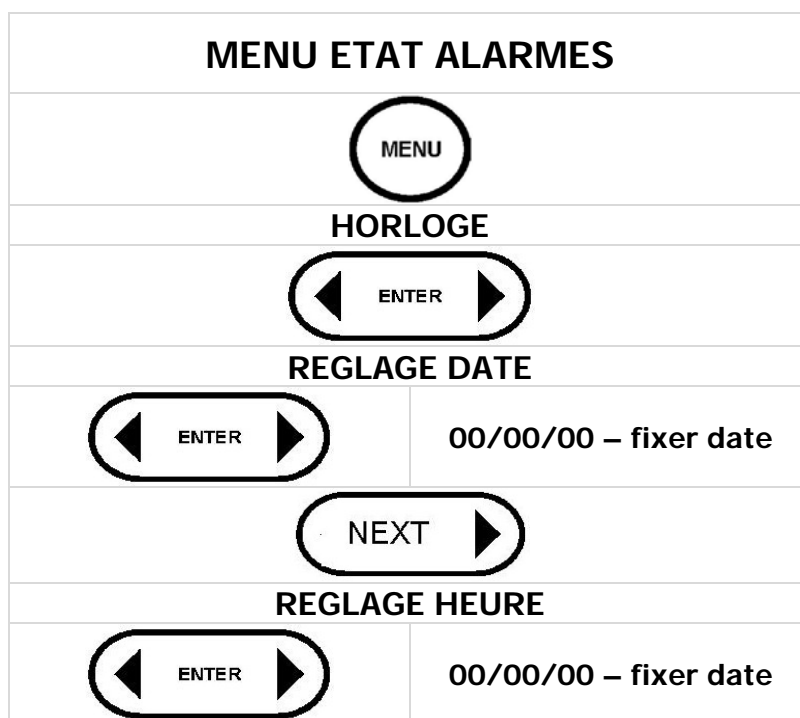 MENU ETAT ALARMES
MENU
HORLOGE
ENTER
REGLAGE DATE
ENTER
00/00/00 – fixer date
NEXT
REGLAGE HEURE
ENTER
00/00/00 – fixer date